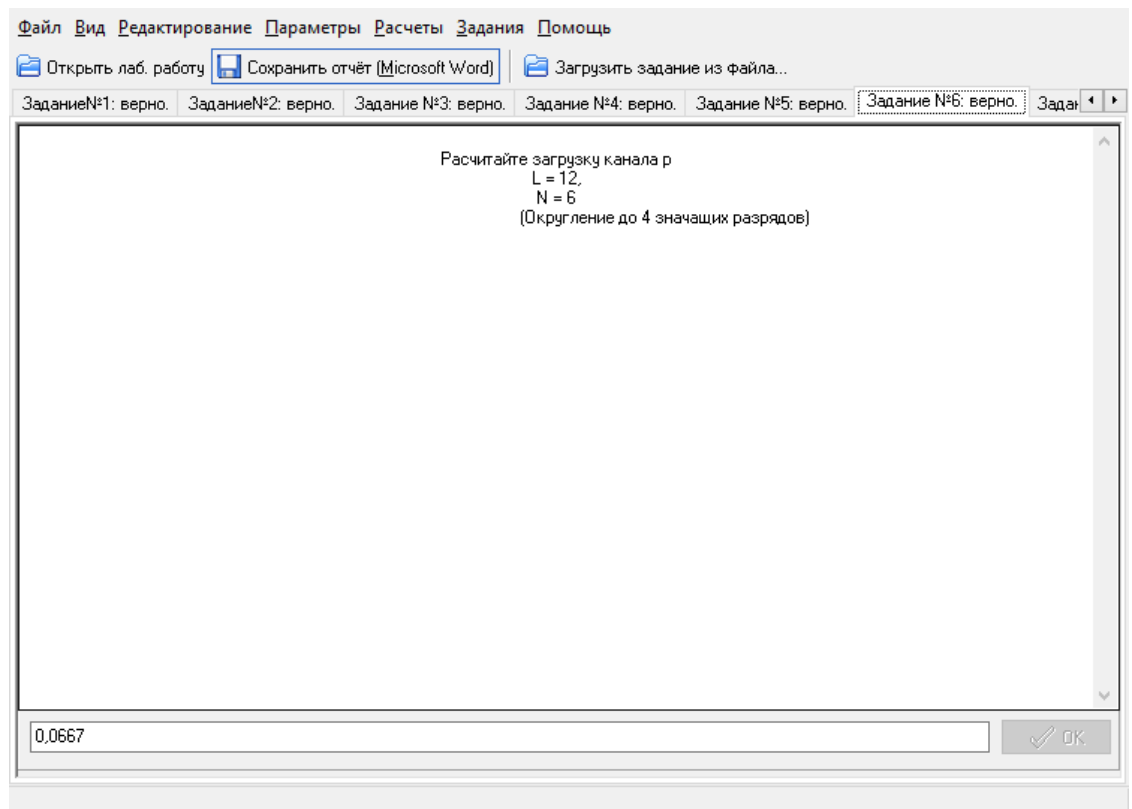 Файл Вид Редактирование Параметры Расчеты Задания Помощь
Открыть лаб. работу Сохранить отчёт (Microsoft Word) Загрузить задание из файла...
Задание№1: верно. Задание№2: верно. Задание №3: верно. Задание №4: верно. Задание №5: верно. Задание №6: верно. Задан
Расчитайте загрузку канала p
L = 12,
N = 6
(Округление до 4 значащих разрядов)
0,0667
OK